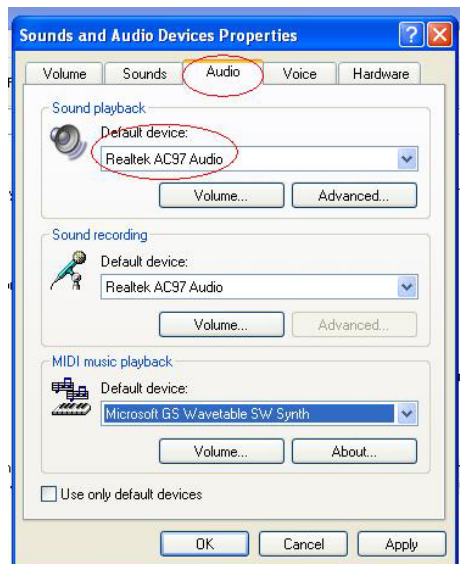 Sounds and Audio Devices Properties
Volume Sounds Audio Voice Hardware
Sound playback
Default device:
Realtek AC97 Audio
Volume... Advanced...
Sound recording
Default device:
Realtek AC97 Audio
Volume... Advanced...
MIDI music playback
Default device:
Microsoft GS Wavetable SW Synth
Volume... About...
Use only default devices
OK Cancel Apply